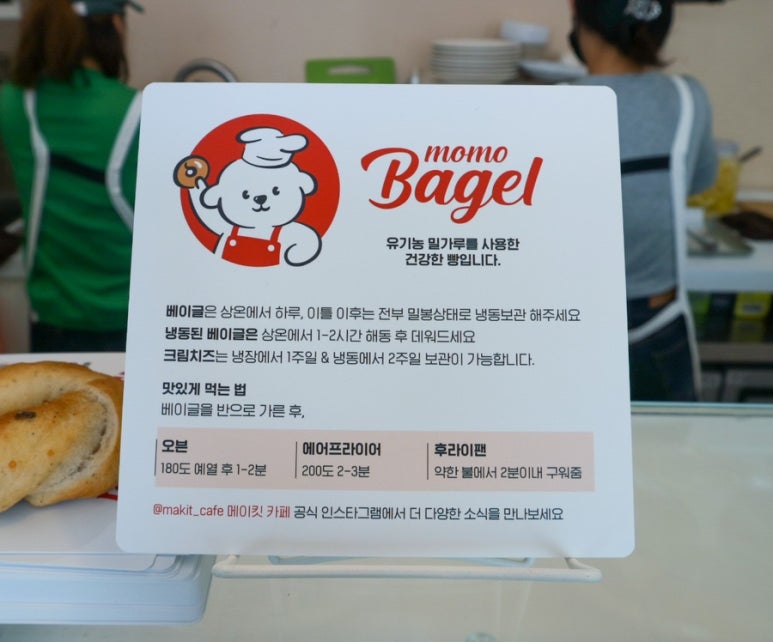 momo
Bagel
유기농 밀가루를 사용한
건강한 빵입니다.
베이글은 상온에서 하루, 이틀 이후는 전부 밀봉상태로 냉동보관 해주세요
냉동된 베이글은 상온에서 1-2시간 해동 후 데워드세요
크림치즈는 냉장에서 1주일 & 냉동에서 2주일 보관이 가능합니다.
맛있게 먹는 법
베이글을 반으로 가른 후,
오븐
180도 예열 후 1-2분
에어프라이어
200도 2-3분
후라이팬
약한 불에서 2분이내 구워줌
@makit_cafe 메이킷 카페 공식 인스타그램에서 더 다양한 소식을 만나보세요